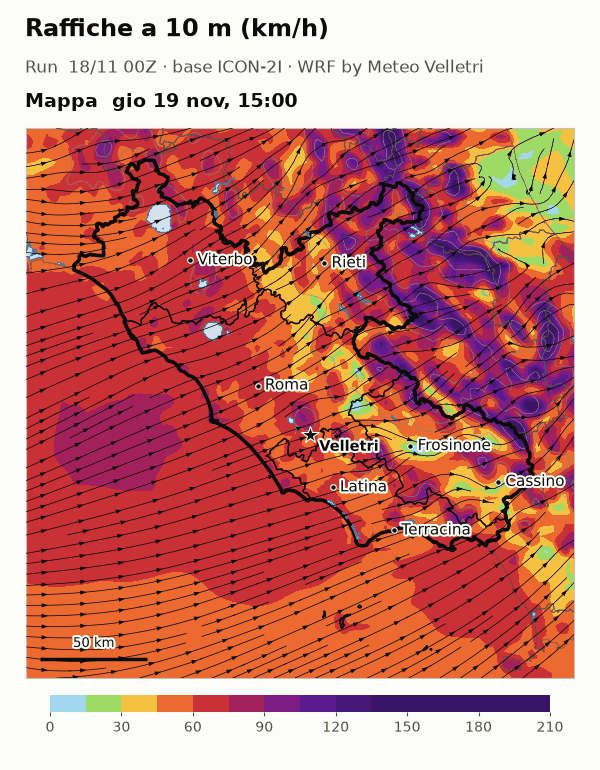 Raffiche a 10 m (km/h)
Run  18/11 00Z · base ICON-2I · WRF by Meteo Velletri
Mappa  gio 19 nov, 15:00
Viterbo
Rieti
Roma
Velletri
Frosinone
Latina
Cassino
Terracina
50 km
0 30 60 90 120 150 180 210